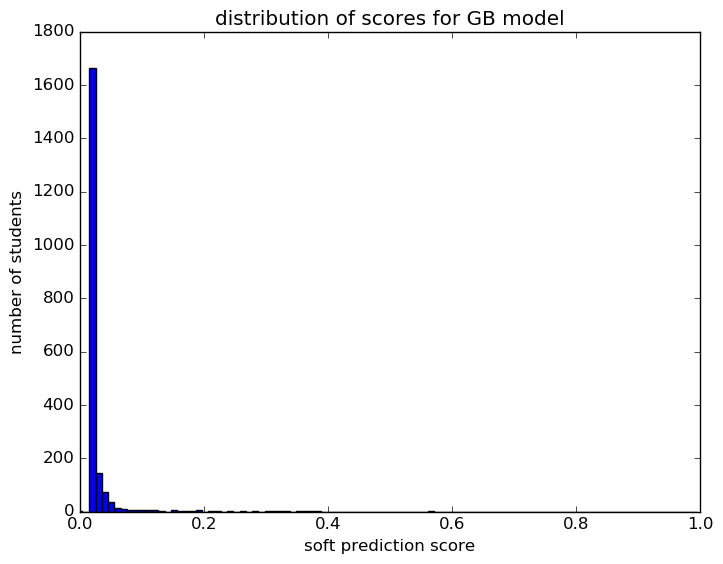 distribution of scores for GB model
1800
1600
1400
1200
1000
800
600
400
200
0
number of students
0.0 0.2 0.4 0.6 0.8 1.0
soft prediction score